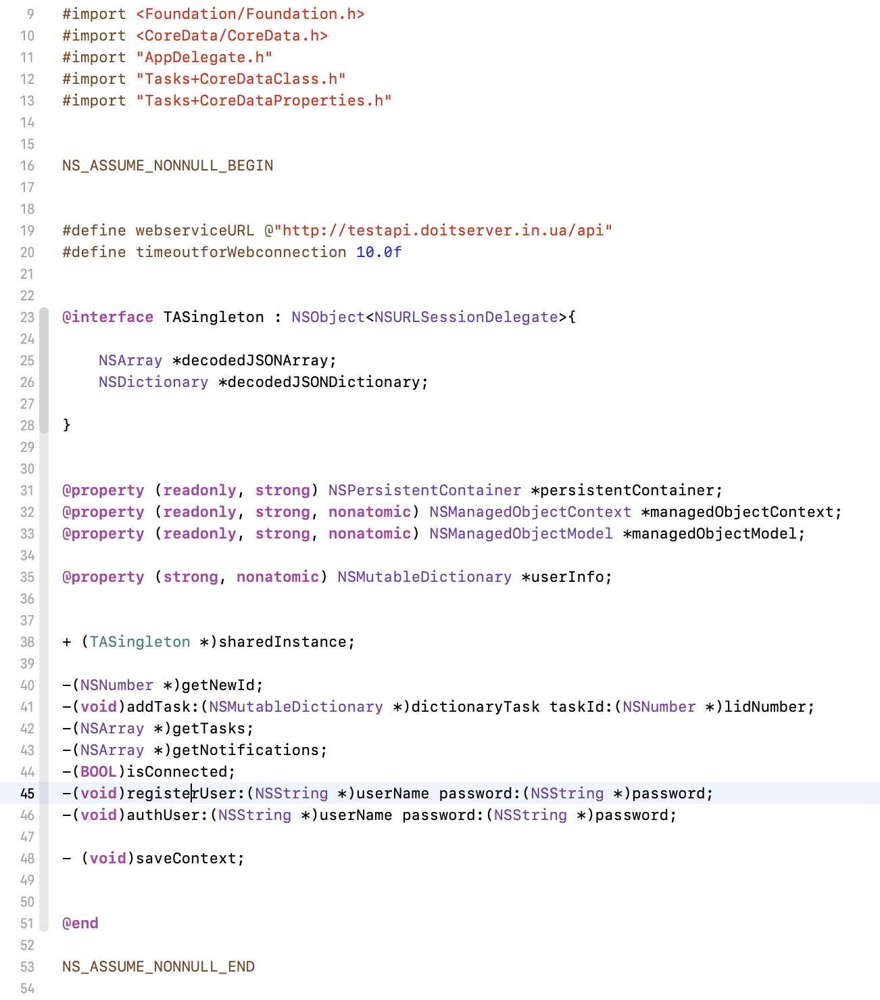 9 #import <Foundation/Foundation.h>
10 #import <CoreData/CoreData.h>
11 #import "AppDelegate.h"
12 #import "Tasks+CoreDataClass.h"
13 #import "Tasks+CoreDataProperties.h"
14
15
16 NS_ASSUME_NONNULL_BEGIN
17
18
19 #define webserviceURL @"http://testapi.doitserver.in.ua/api"
20 #define timeoutforWebconnection 10.0f
21
22
23 @interface TASingleton : NSObject<NSURLSessionDelegate>{
24
25     NSArray *decodedJSONArray;
26     NSDictionary *decodedJSONDictionary;
27
28 }
29
30
31 @property (readonly, strong) NSPersistentContainer *persistentContainer;
32 @property (readonly, strong, nonatomic) NSManagedObjectContext *managedObjectContext;
33 @property (readonly, strong, nonatomic) NSManagedObjectModel *managedObjectModel;
34
35 @property (strong, nonatomic) NSMutableDictionary *userInfo;
36
37
38 + (TASingleton *)sharedInstance;
39
40 -(NSNumber *)getNewId;
41 -(void)addTask:(NSMutableDictionary *)dictionaryTask taskId:(NSNumber *)lidNumber;
42 -(NSArray *)getTasks;
43 -(NSArray *)getNotifications;
44 -(BOOL)isConnected;
45 -(void)registerUser:(NSString *)userName password:(NSString *)password;
46 -(void)authUser:(NSString *)userName password:(NSString *)password;
47
48 - (void)saveContext;
49
50
51 @end
52
53 NS_ASSUME_NONNULL_END
54